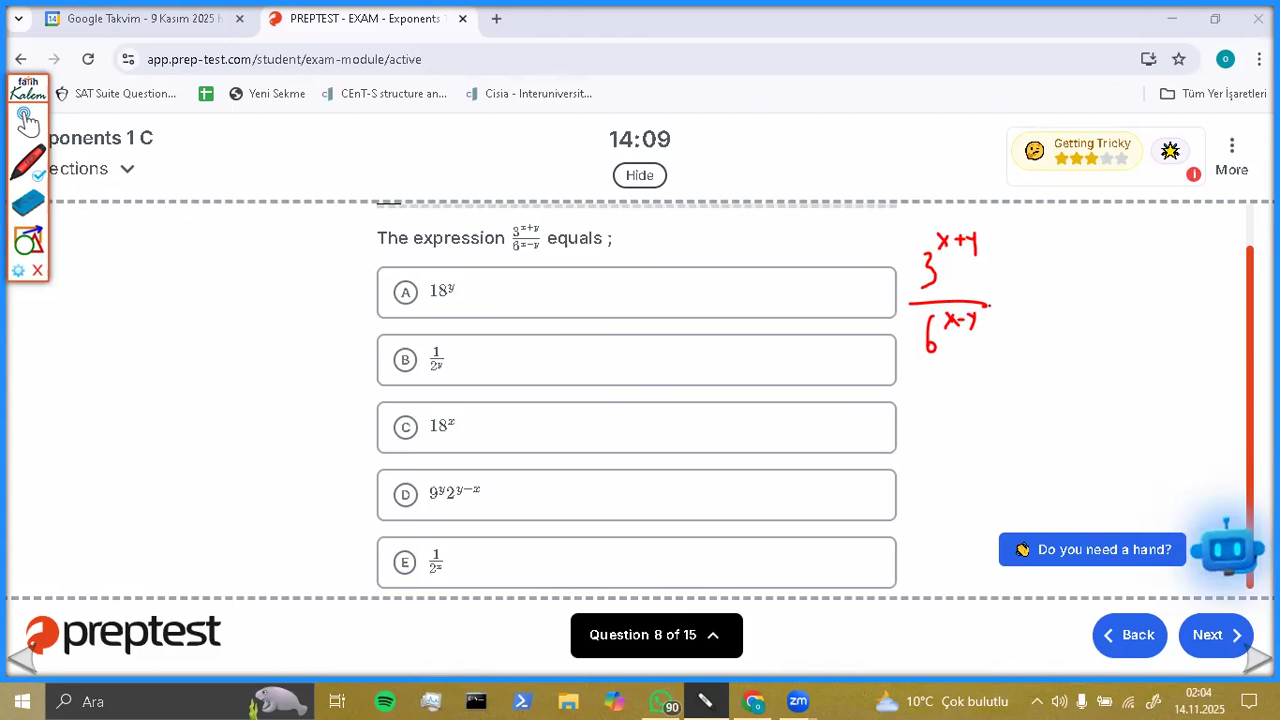 Google Takvim - 9 Kasım 2025 h
PREPTEST - EXAM - Exponents
app.prep-test.com/student/exam-module/active
SAT Suite Question...
Yeni Sekme
CEnT-S structure an...
Cisia - Interuniversit...
Tüm Yer İşaretleri
fatih
Kalem
ponents 1 C
ections
14:09
Hide
Getting Tricky
More
The expression 3^{x+y}/6^{x-y} equals ;
A 18^y
B 1/2^y
C 18^x
D 9^y2^{y-x}
E 1/2^x
3^{x+y}
6^{x-y}
Do you need a hand?
preptest
Question 8 of 15
Back
Next
Ara
90
zm
10°C Çok bulutlu
02:04
14.11.2025